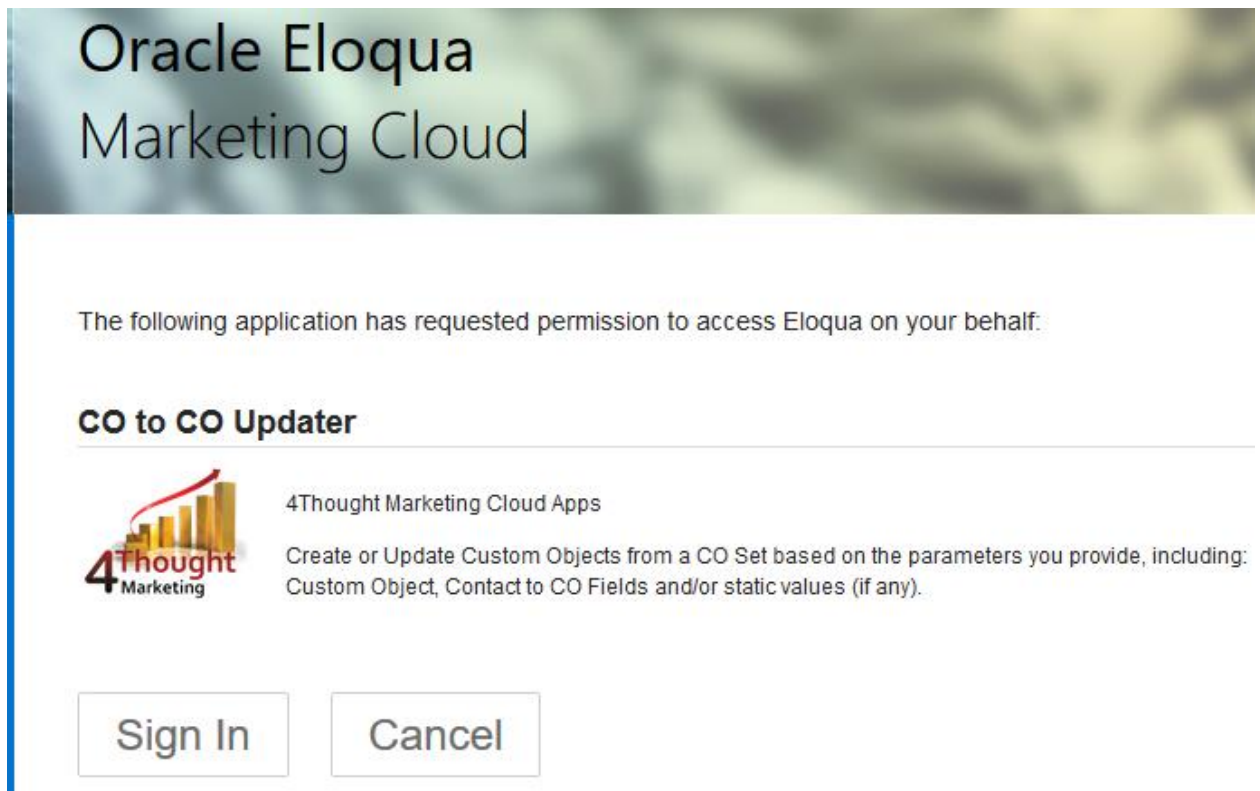 Oracle Eloqua
Marketing Cloud
The following application has requested permission to access Eloqua on your behalf:
CO to CO Updater
4Thought
Marketing
4Thought Marketing Cloud Apps
Create or Update Custom Objects from a CO Set based on the parameters you provide, including:
Custom Object, Contact to CO Fields and/or static values (if any).
Sign In
Cancel